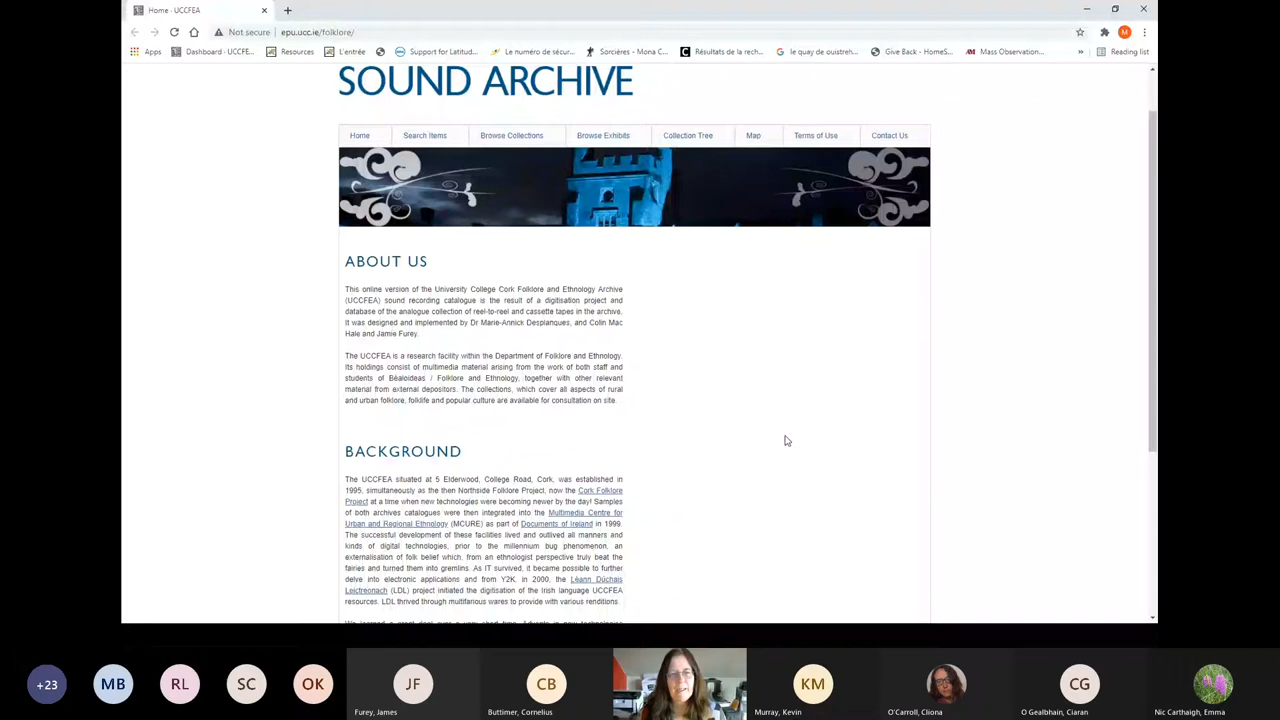 Home · UCCFEA
Not secure
epu.ucc.ie/folklore/
Apps
Dashboard · UCCFE...
Resources
L'entrée
Support for Latitud...
Le numéro de sécur...
Sorcières – Mona C...
Résultats de la rech...
le quay de ouistreh...
Give Back - HomeS...
Mass Observation...
Reading list
SOUND ARCHIVE
Home
Search Items
Browse Collections
Browse Exhibits
Collection Tree
Map
Terms of Use
Contact Us
ABOUT US
This online version of the University College Cork Folklore and Ethnology Archive
(UCCFEA) sound recording catalogue is the result of a digitisation project and
database of the analogue collection of reel-to-reel and cassette tapes in the archive.
It was designed and implemented by Dr Marie-Annick Desplanques, and Colin Mac
Hale and Jamie Furey.
The UCCFEA is a research facility within the Department of Folklore and Ethnology.
Its holdings consist of multimedia material arising from the work of both staff and
students of Béaloideas / Folklore and Ethnology, together with other relevant
material from external depositors. The collections, which cover all aspects of rural
and urban folklore, folklife and popular culture are available for consultation on site.
BACKGROUND
The UCCFEA situated at 5 Elderwood, College Road, Cork, was established in
1995, simultaneously as the then Northside Folklore Project, now the Cork Folklore
Project at a time when new technologies were becoming newer by the day! Samples
of both archives catalogues were then integrated into the Multimedia Centre for
Urban and Regional Ethnology (MCURE) as part of Documents of Ireland in 1999.
The successful development of these facilities lived and outlived all manners and
kinds of digital technologies, prior to the millennium bug phenomenon, an
externalisation of folk belief which, from an ethnologist perspective truly beat the
fairies and turned them into gremlins. As IT survived, it became possible to further
delve into electronic applications and from Y2K, in 2000, the Léann Dúchais
Leictreonach (LDL) project initiated the digitisation of the Irish language UCCFEA
resources. LDL thrived through multifarious wares to provide with various renditions.
+23
MB
RL
SC
OK
JF
CB
KM
CG
M
Furey, James
Buttimer, Cornelius
Murray, Kevin
O'Carroll, Cliona
O Gealbhain, Ciaran
Nic Carthaigh, Emma